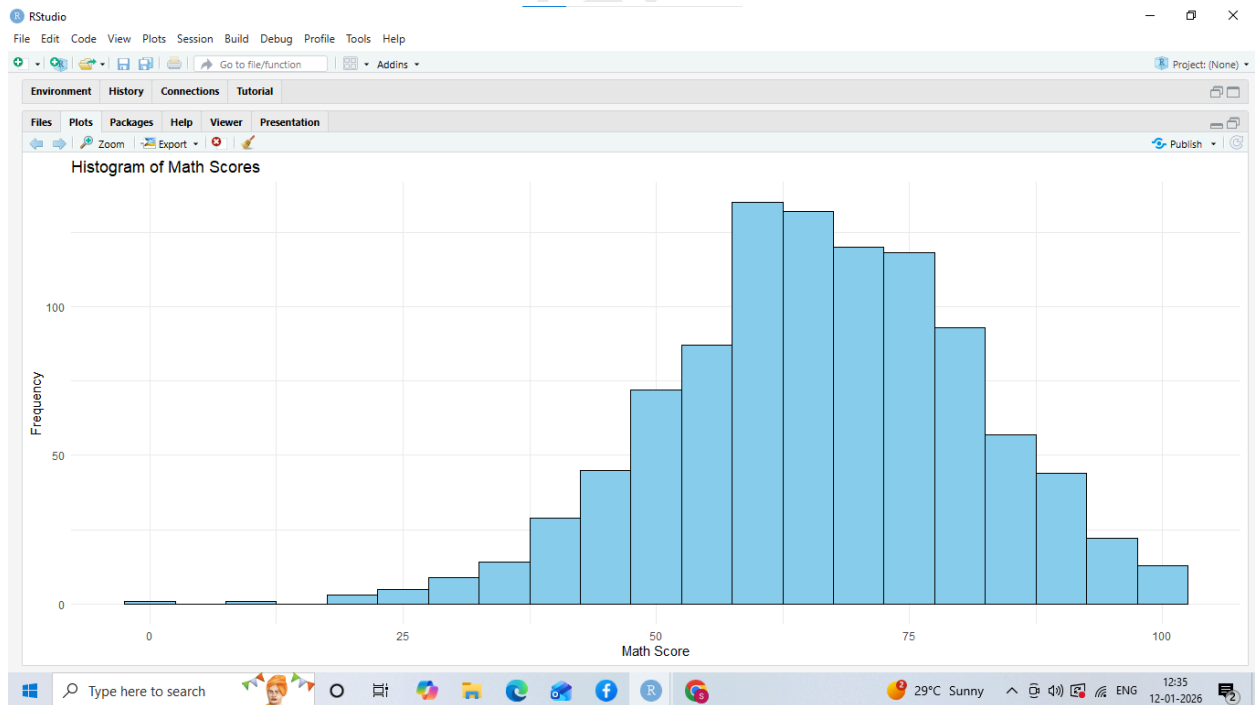 RStudio
File Edit Code View Plots Session Build Debug Profile Tools Help
Go to file/function Addins Project: (None)
Environment History Connections Tutorial
Files Plots Packages Help Viewer Presentation
Zoom Export Publish
Histogram of Math Scores
100
50
0
Frequency
0 25 50 75 100
Math Score
Type here to search
29°C Sunny
ENG
12:35
12-01-2026
2
2